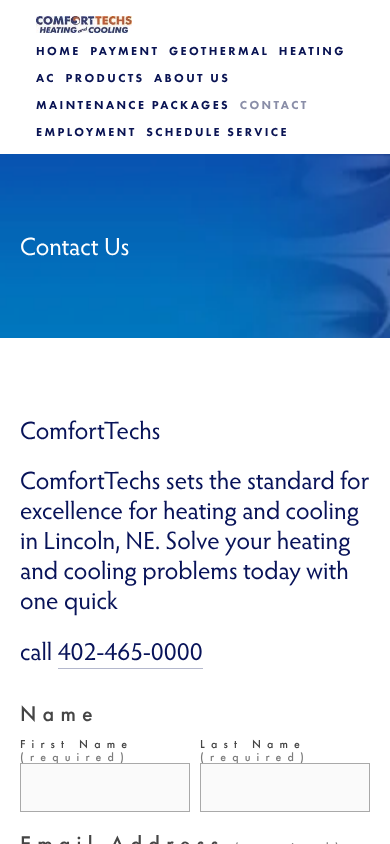 COMFORTTECHS
HEATING and COOLING
HOME PAYMENT GEOTHERMAL HEATING
AC PRODUCTS ABOUT US
MAINTENANCE PACKAGES CONTACT
EMPLOYMENT SCHEDULE SERVICE
Contact Us
ComfortTechs
ComfortTechs sets the standard for
excellence for heating and cooling
in Lincoln, NE. Solve your heating
and cooling problems today with
one quick
call 402-465-0000
Name
First Name Last Name
(required) (required)
Email Address